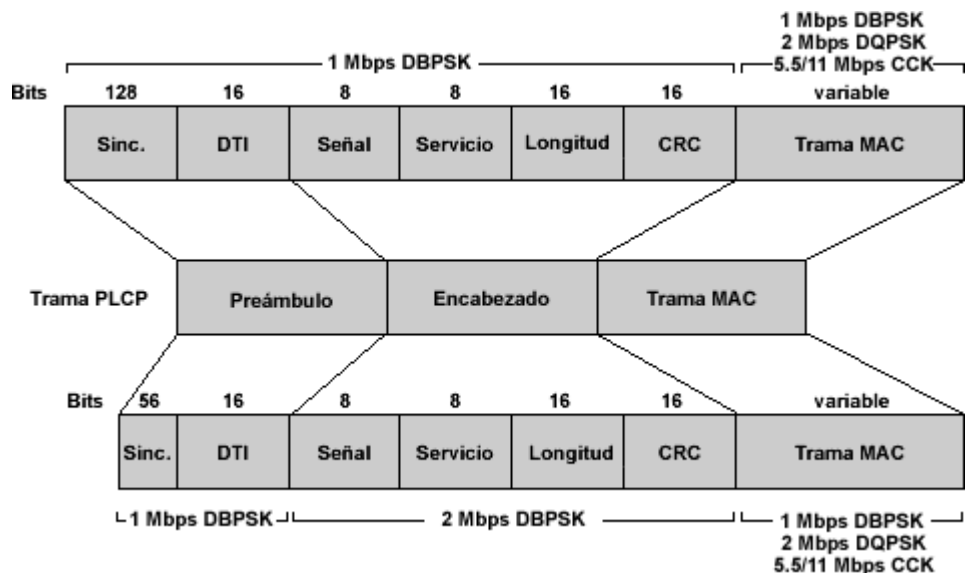 1 Mbps DBPSK
2 Mbps DQPSK
1 Mbps DBPSK 5.5/11 Mbps CCK
Bits 128 16 8 8 16 16 variable
Sinc. DTI Señal Servicio Longitud CRC Trama MAC
Trama PLCP Preámbulo Encabezado Trama MAC
Bits 56 16 8 8 16 16 variable
Sinc. DTI Señal Servicio Longitud CRC Trama MAC
1 Mbps DBPSK 2 Mbps DBPSK 1 Mbps DBPSK
2 Mbps DQPSK
5.5/11 Mbps CCK